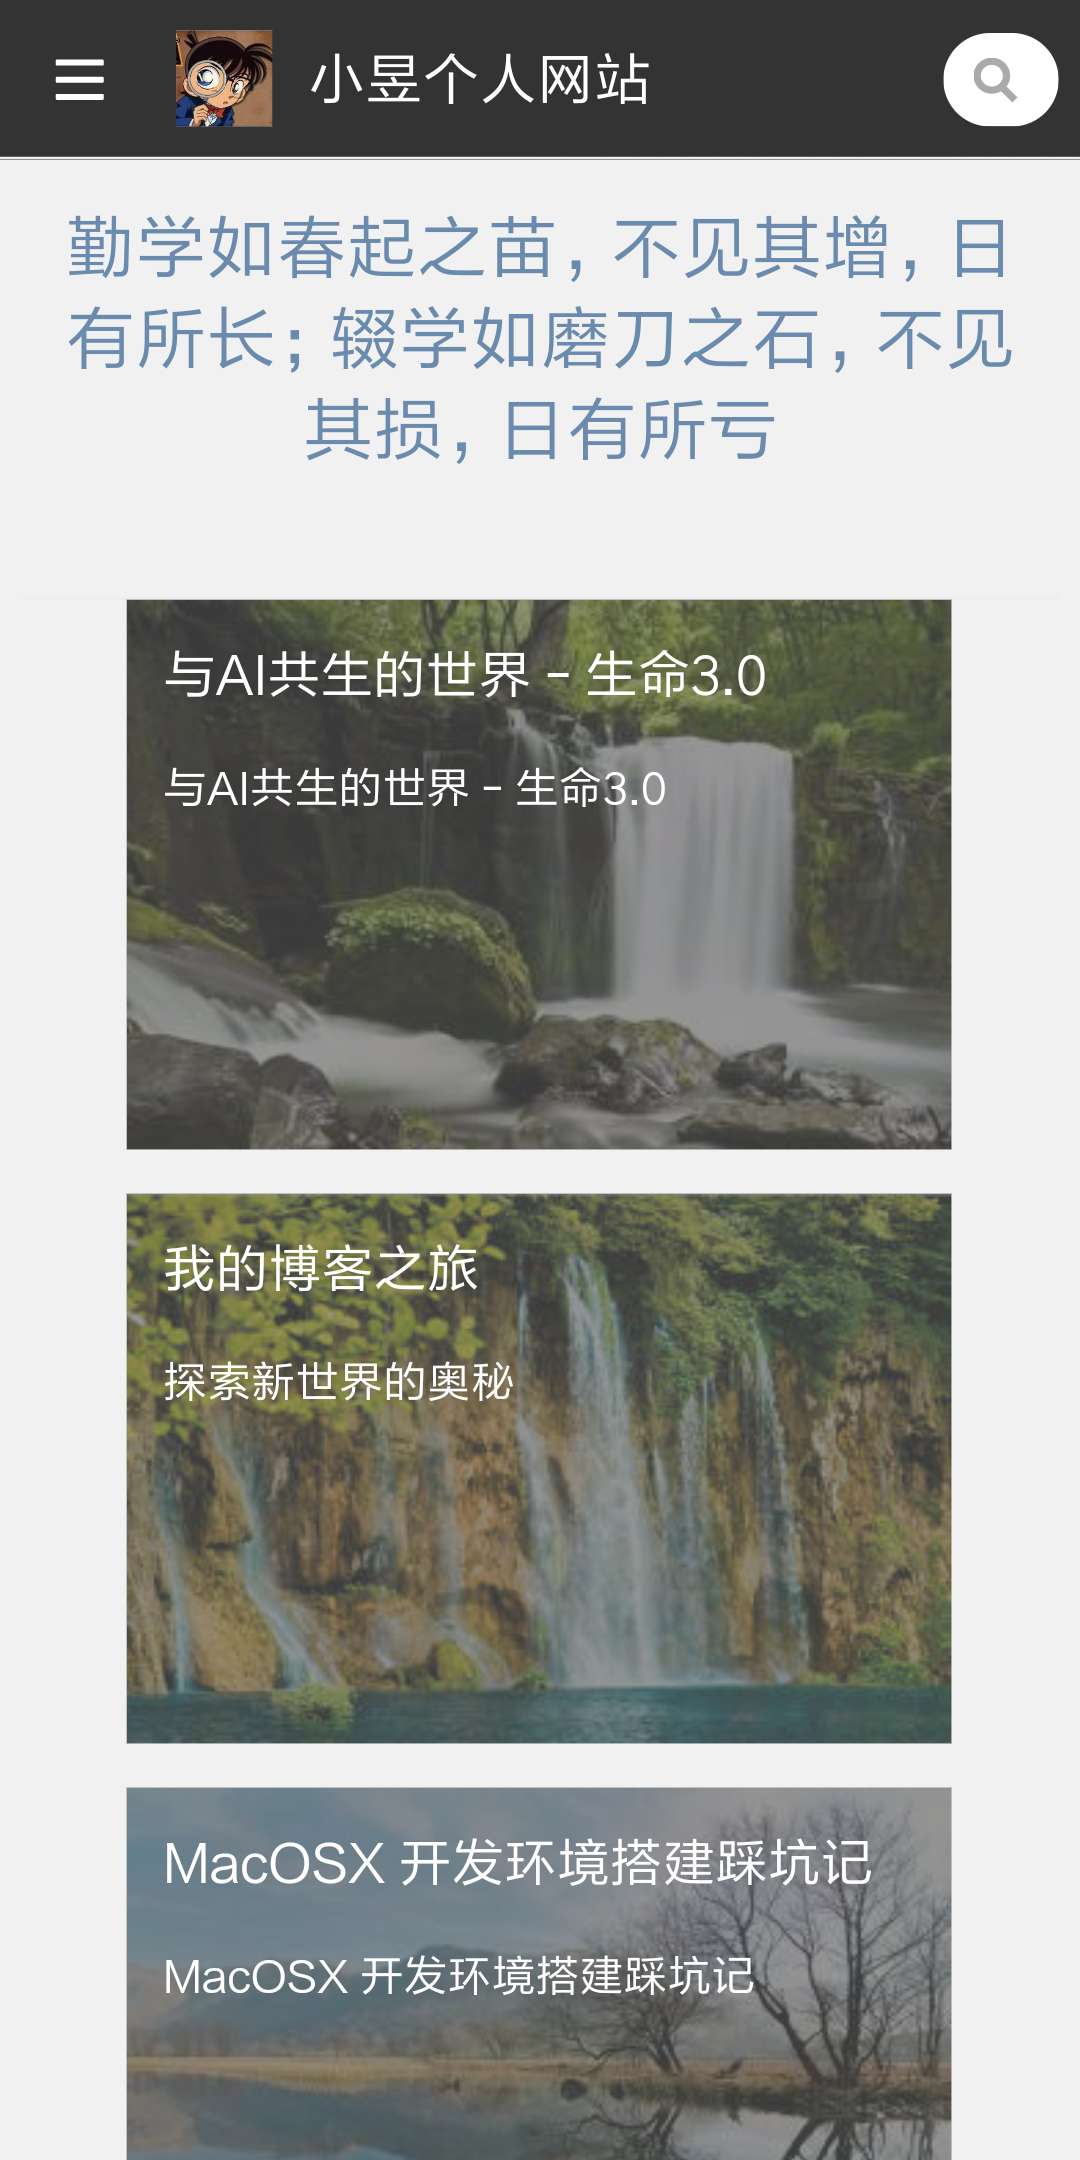 小昱个人网站
勤学如春起之苗，不见其增，日
有所长；辍学如磨刀之石，不见
其损，日有所亏
与AI共生的世界 - 生命3.0
与AI共生的世界 - 生命3.0
我的博客之旅
探索新世界的奥秘
MacOSX 开发环境搭建踩坑记
MacOSX 开发环境搭建踩坑记